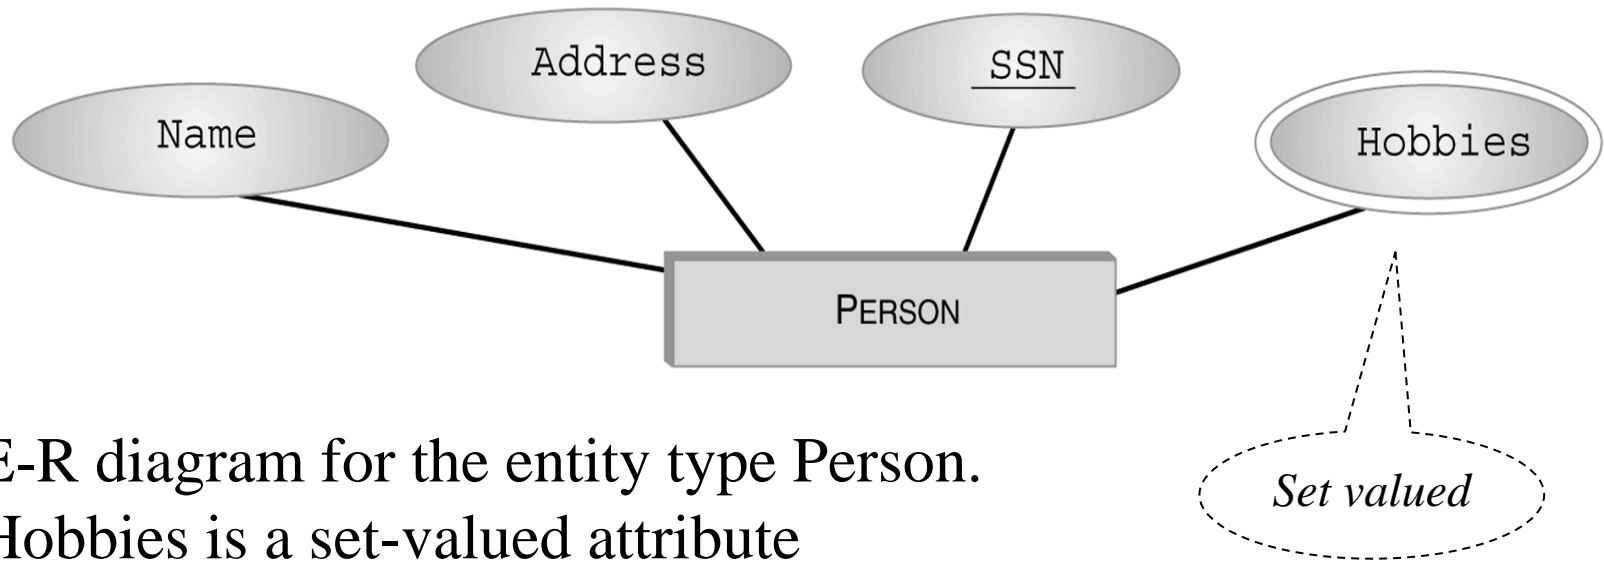 Address
SSN
Name
Hobbies
PERSON
E-R diagram for the entity type Person.
Set valued
Hobbies is a set-valued attribute